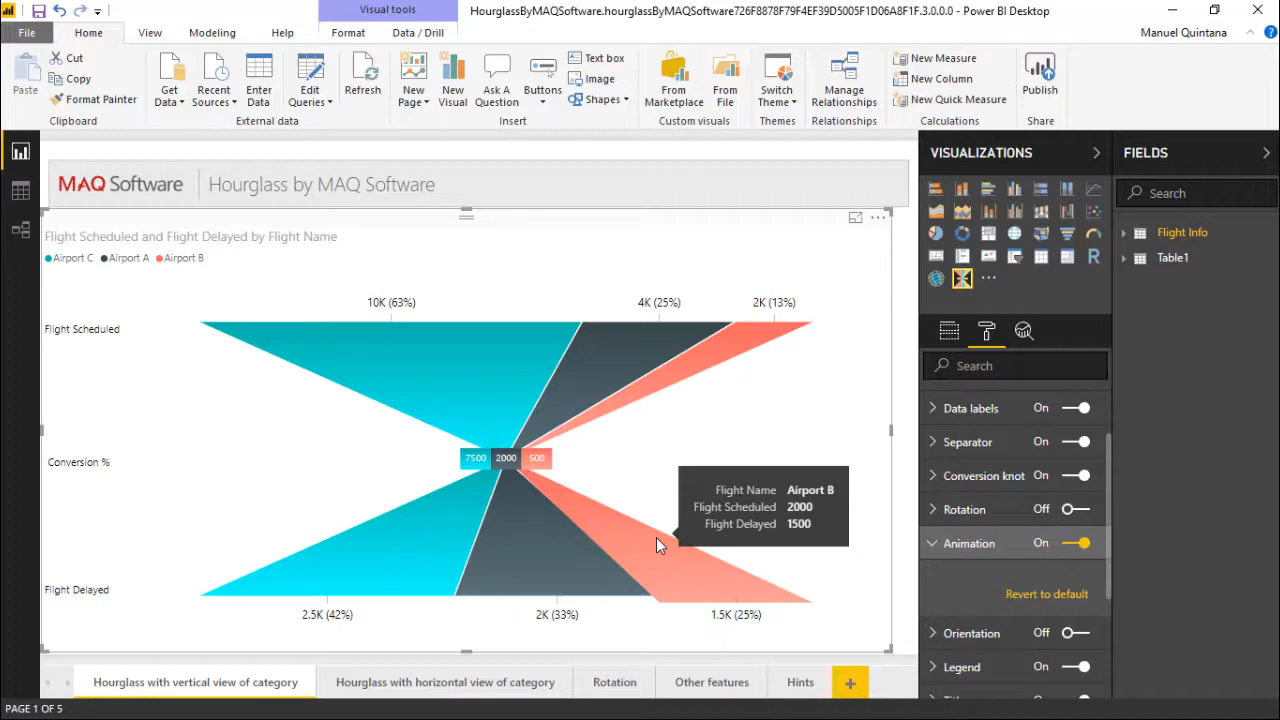 Visual tools
HourglassByMAQSoftware.hourglassByMAQSoftware726F8878F79F4EF39D5005F1D06A8F1F.3.0.0.0 - Power BI Desktop
File Home View Modeling Help Format Data / Drill Manuel Quintana
Paste
Cut
Copy
Format Painter
Clipboard
Get Data
Recent Sources
Enter Data
External data
Edit Queries
Refresh
New Page
New Visual
Ask A Question
Buttons
Text box
Image
Shapes
Insert
From Marketplace
From File
Custom visuals
Switch Theme
Themes
Manage Relationships
Relationships
New Measure
New Column
New Quick Measure
Calculations
Publish
Share
MAQ Software Hourglass by MAQ Software
Flight Scheduled and Flight Delayed by Flight Name
Airport C Airport A Airport B
10K (63%) 4K (25%) 2K (13%)
Flight Scheduled
Conversion % 7500 2000 500
Flight Name Airport B
Flight Scheduled 2000
Flight Delayed 1500
Flight Delayed
2.5K (42%) 2K (33%) 1.5K (25%)
Hourglass with vertical view of category Hourglass with horizontal view of category Rotation Other features Hints
PAGE 1 OF 5
VISUALIZATIONS
R
Search
Data labels On
Separator On
Conversion knot On
Rotation Off
Animation On
Revert to default
Orientation Off
Legend On
FIELDS
Search
Flight Info
Table1